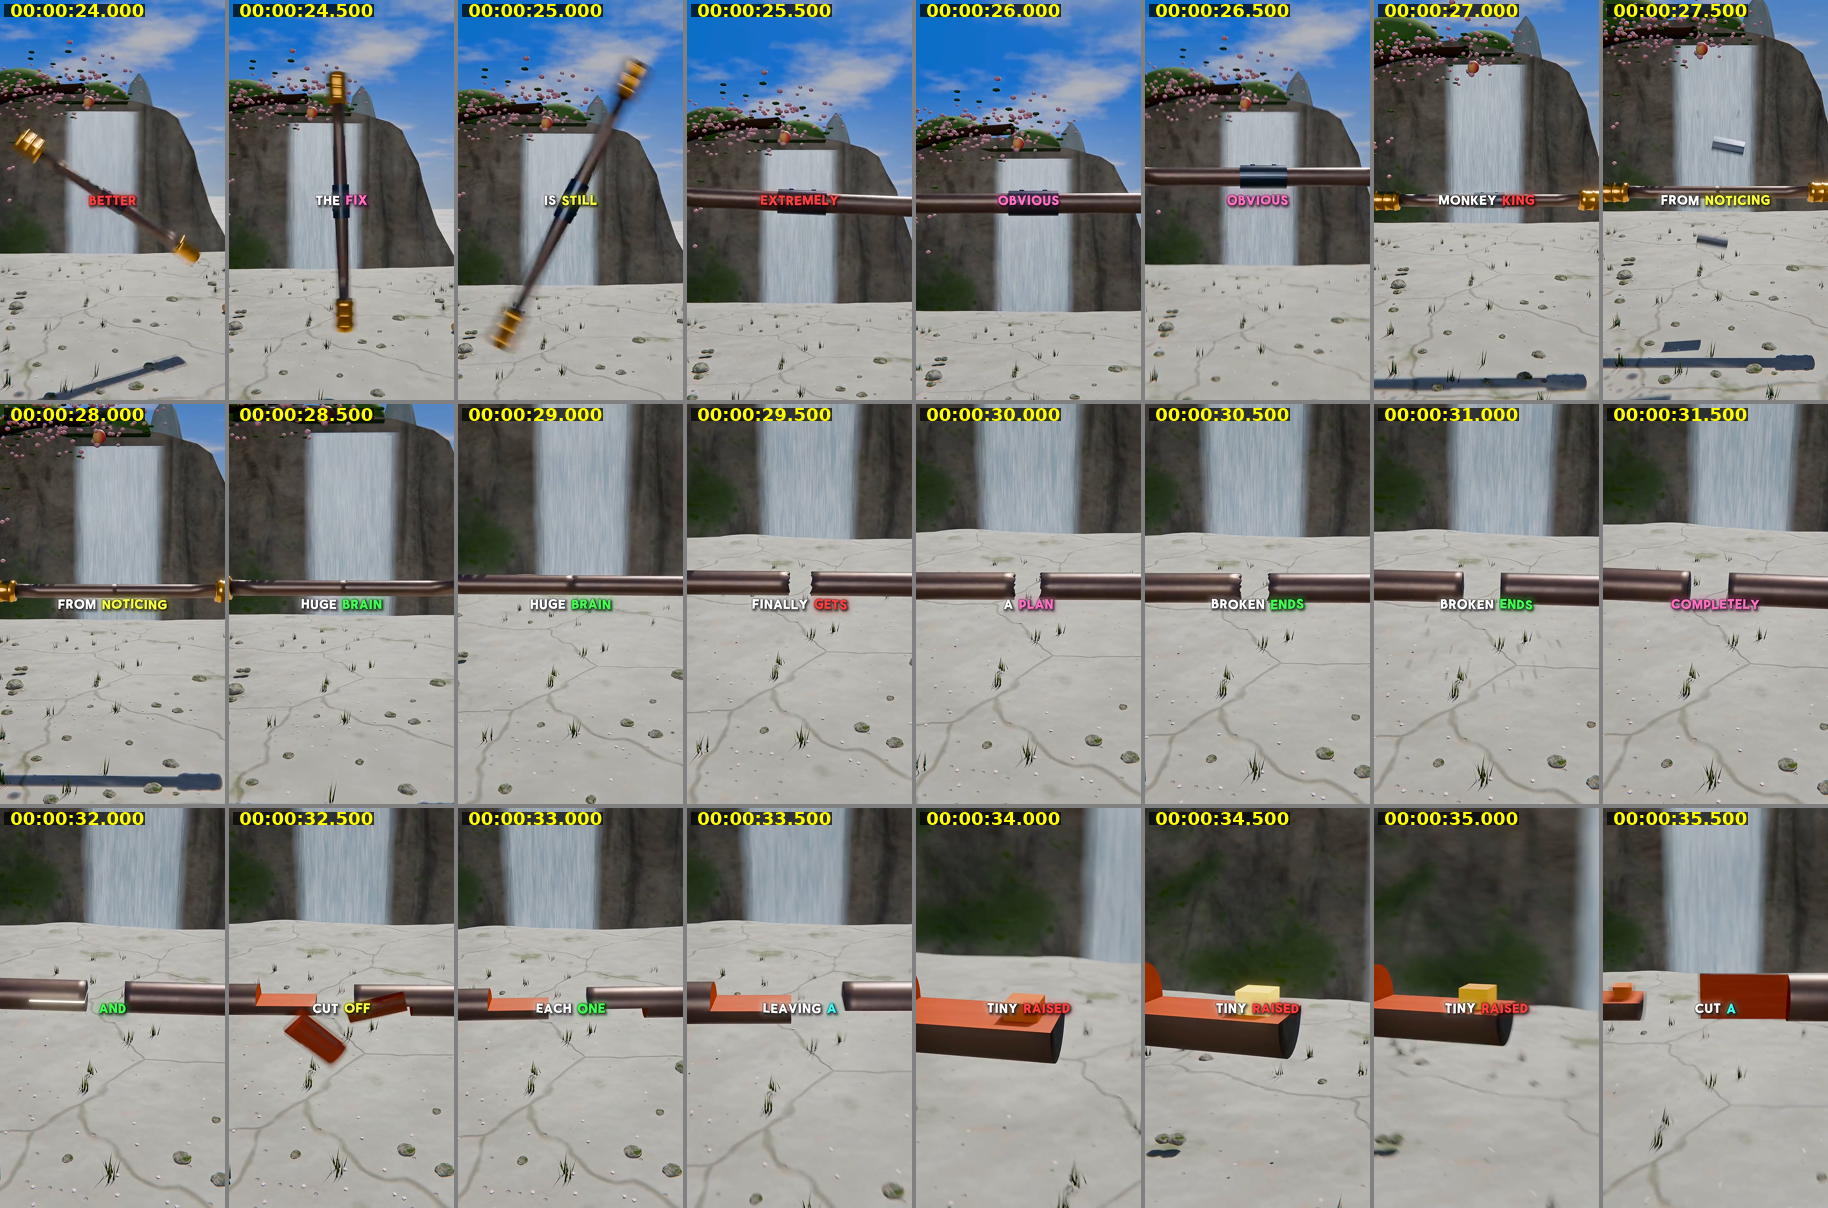 00:00:24.000
BETTER
00:00:24.500
THE FIX
00:00:25.000
IS STILL
00:00:25.500
EXTREMELY
00:00:26.000
OBVIOUS
00:00:26.500
OBVIOUS
00:00:27.000
MONKEY KING
00:00:27.500
FROM NOTICING
00:00:28.000
FROM NOTICING
00:00:28.500
HUGE BRAIN
00:00:29.000
HUGE BRAIN
00:00:29.500
FINALLY GETS
00:00:30.000
A PLAN
00:00:30.500
BROKEN ENDS
00:00:31.000
BROKEN ENDS
00:00:31.500
COMPLETELY
00:00:32.000
AND
00:00:32.500
CUT OFF
00:00:33.000
EACH ONE
00:00:33.500
LEAVING A
00:00:34.000
TINY RAISED
00:00:34.500
TINY RAISED
00:00:35.000
TINY RAISED
00:00:35.500
CUT A